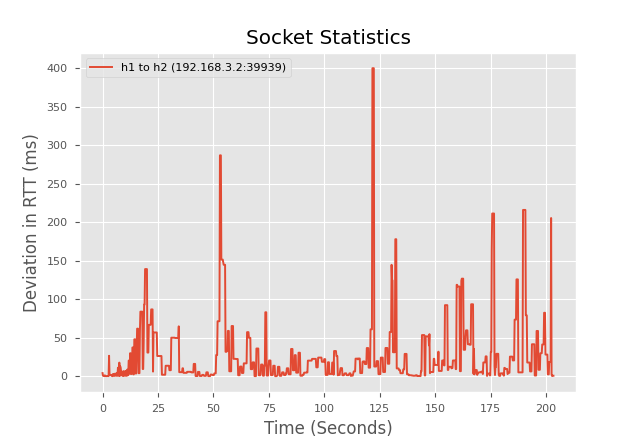 Socket Statistics
h1 to h2 (192.168.3.2:39939)
Deviation in RTT (ms)
400
350
300
250
200
150
100
50
0
0 25 50 75 100 125 150 175 200
Time (Seconds)